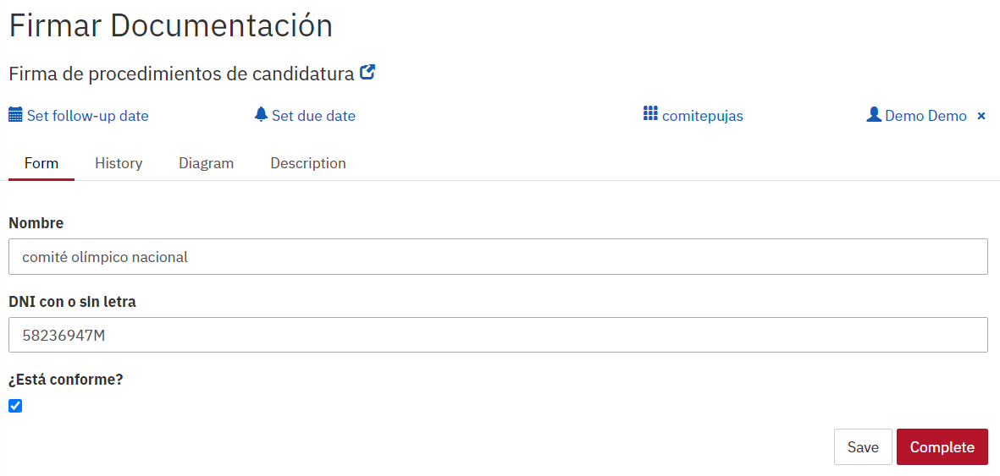 Firmar Documentación
Firma de procedimientos de candidatura
Set follow-up date Set due date comitepujas Demo Demo ×
Form History Diagram Description
Nombre
comité olímpico nacional
DNI con o sin letra
58236947M
¿Está conforme?
Save Complete